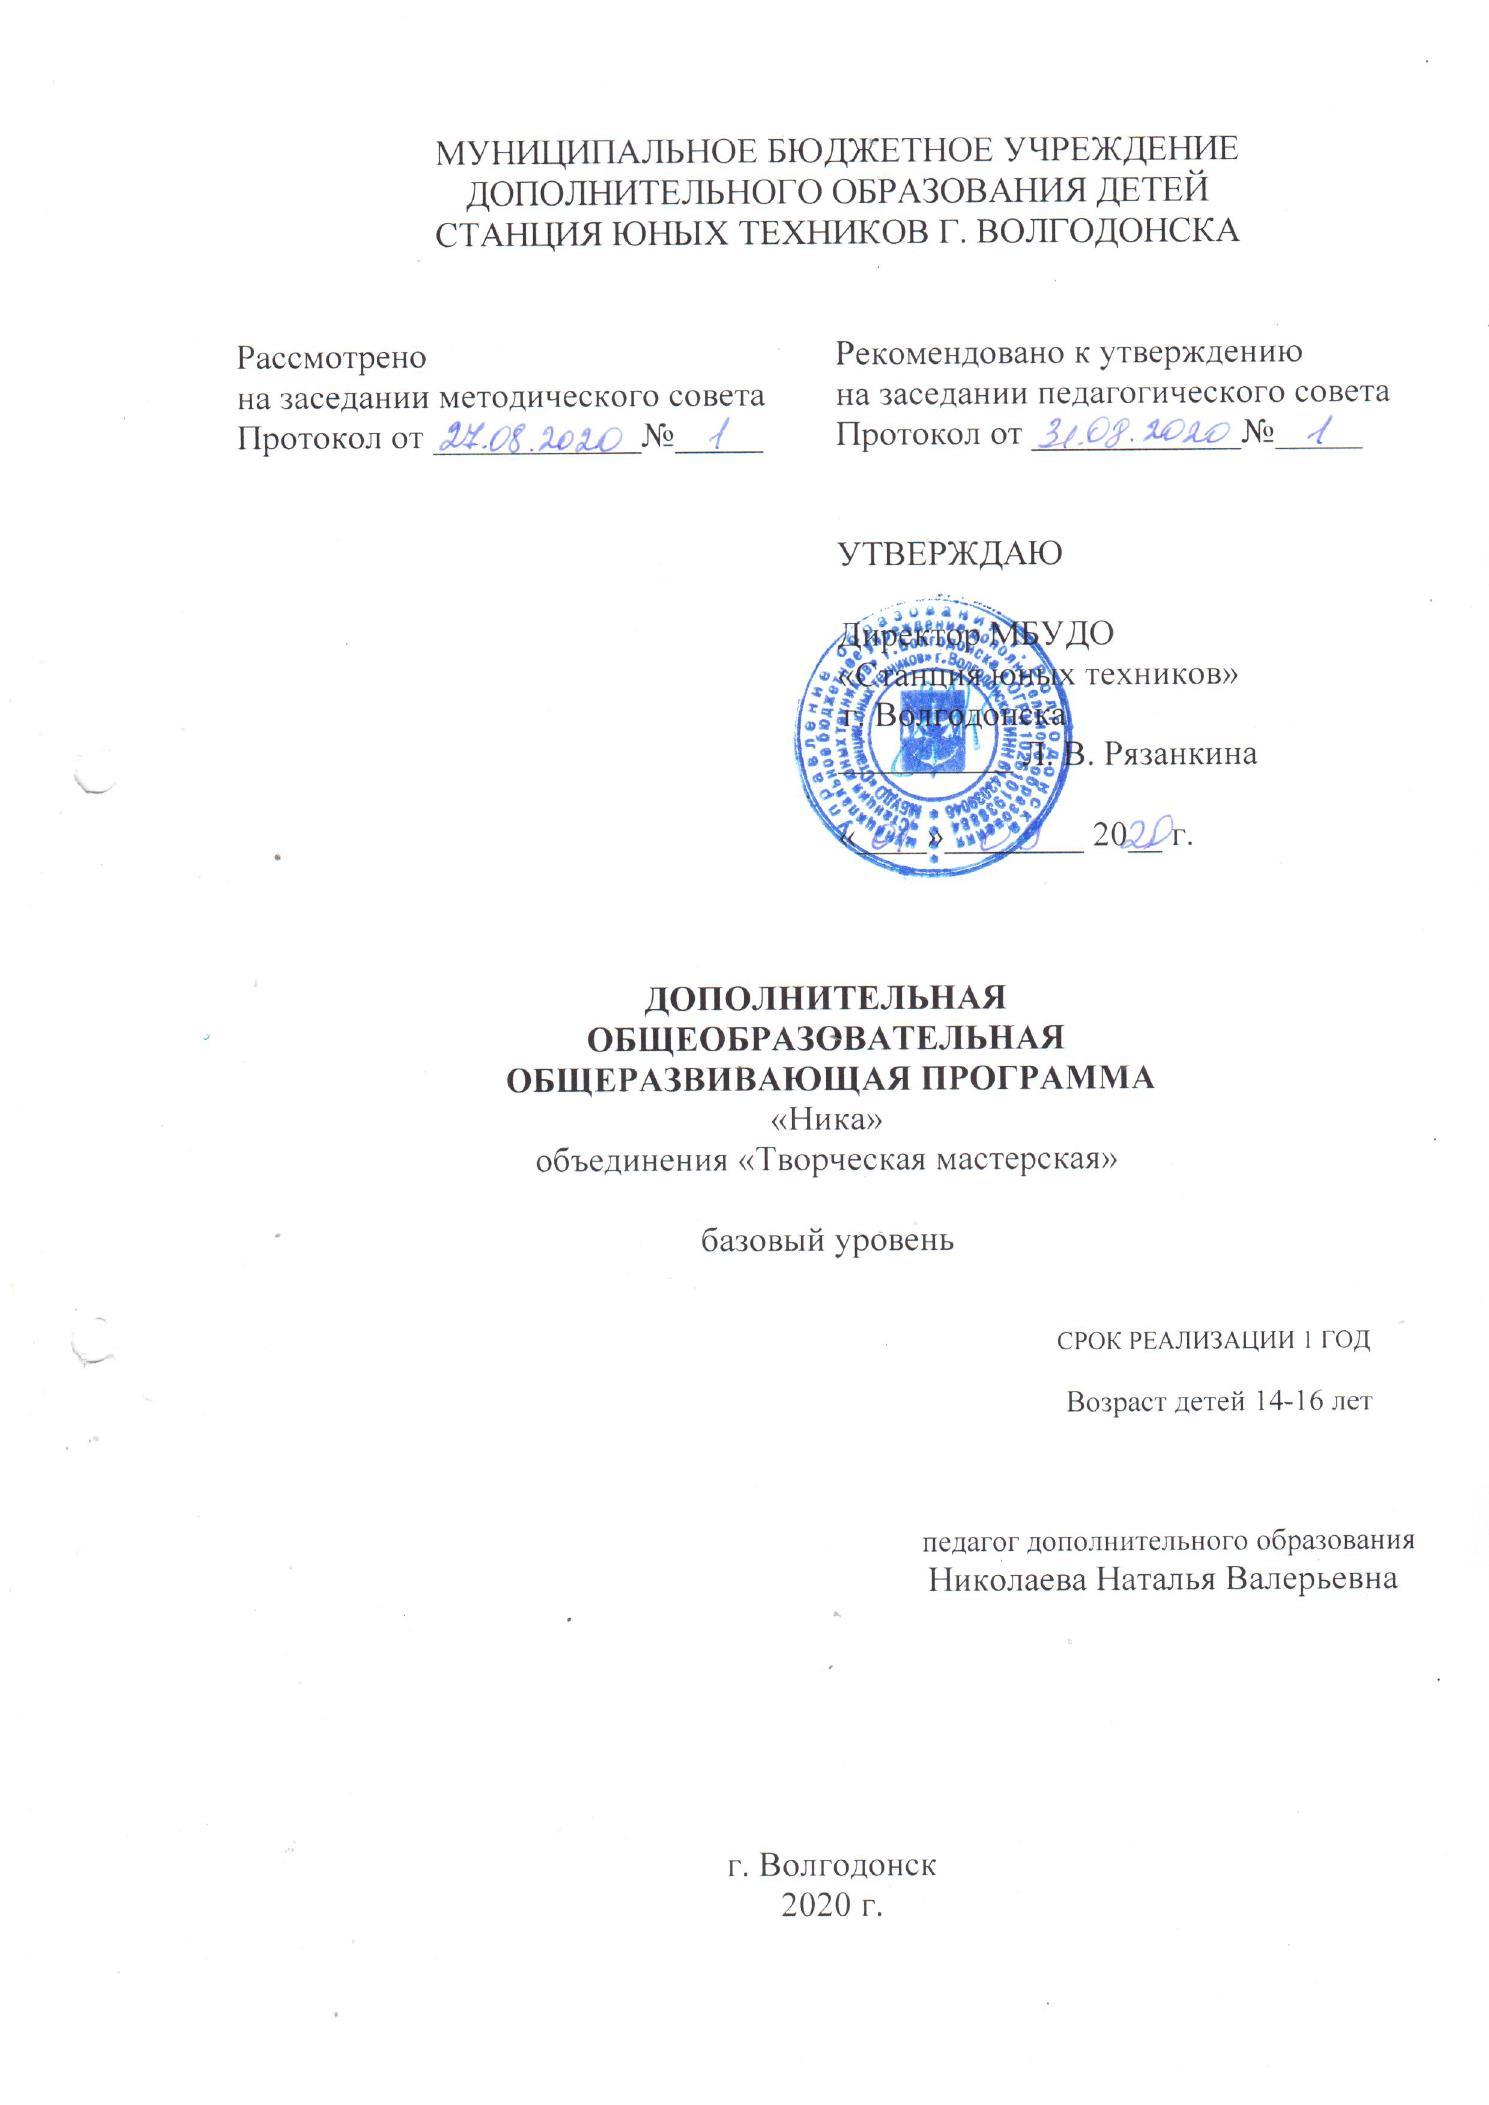 МУНИЦИПАЛЬНОЕ БЮДЖЕТНОЕ УЧРЕЖДЕНИЕ
ДОПОЛНИТЕЛЬНОГО ОБРАЗОВАНИЯ ДЕТЕЙ
СТАНЦИЯ ЮНЫХ ТЕХНИКОВ Г. ВОЛГОДОНСКА
Рассмотрено
на заседании методического совета
Протокол от 27.08.2020 № 1
Рекомендовано к утверждению
на заседании педагогического совета
Протокол от 31.08.2020 № 1
УТВЕРЖДАЮ
Директор МБУДО
«Станция юных техников»
г. Волгодонска
Л. В. Рязанкина
«01» 2020 г.
ДОПОЛНИТЕЛЬНАЯ
ОБЩЕОБРАЗОВАТЕЛЬНАЯ
ОБЩЕРАЗВИВАЮЩАЯ ПРОГРАММА
«Ника»
объединения «Творческая мастерская»
базовый уровень
СРОК РЕАЛИЗАЦИИ 1 ГОД
Возраст детей 14-16 лет
педагог дополнительного образования
Николаева Наталья Валерьевна
г. Волгодонск
2020 г.